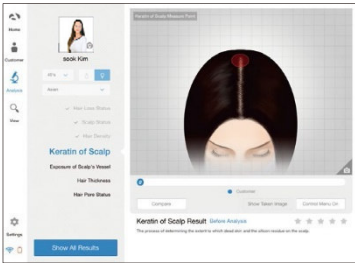 Home
Customer
Analysis
View
Settings
sook Kim
40's
Asian
Hair Loss Status
Scalp Status
Hair Density
Keratin of Scalp
Exposure of Scalp's Vessel
Hair Thickness
Hair Pore Status
Show All Results
Keratin of Scalp Measure Point
Customer
Compare
Show Taken Image
Control Menu On
Keratin of Scalp Result Before Analysis
The process of determining the extent to which dead skin and the silicon residue on the scalp.